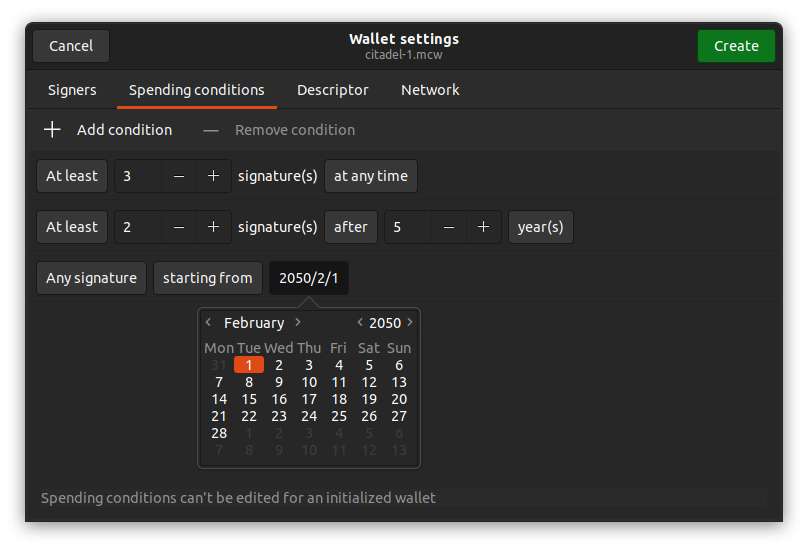 Cancel Wallet settings Create
citadel-1.mcw
Signers Spending conditions Descriptor Network
+ Add condition — Remove condition
At least 3 − + signature(s) at any time
At least 2 − + signature(s) after 5 − + year(s)
Any signature starting from 2050/2/1
‹ February › ‹ 2050 ›
Mon Tue Wed Thu Fri Sat Sun
31 1 2 3 4 5 6
7 8 9 10 11 12 13
14 15 16 17 18 19 20
21 22 23 24 25 26 27
28 1 2 3 4 5 6
7 8 9 10 11 12 13
Spending conditions can't be edited for an initialized wallet